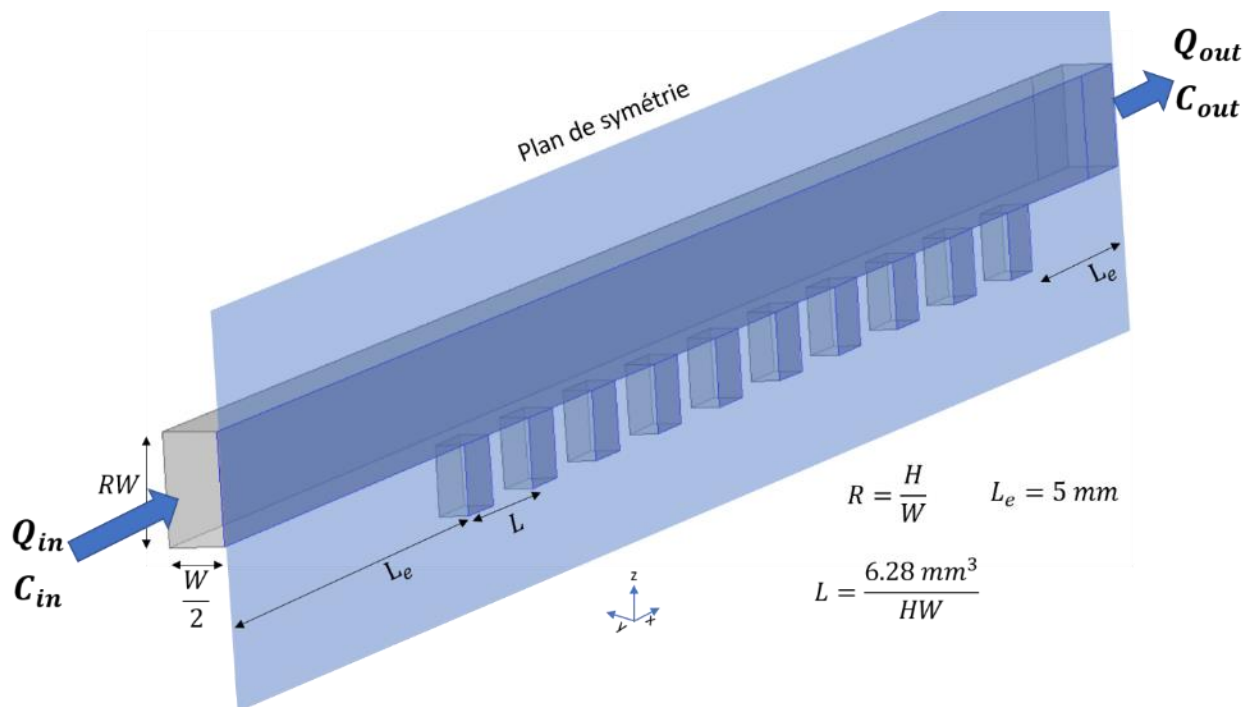 Q_out
C_out
Plan de symétrie
L_e
RW
R = H/W
L_e = 5 mm
L
Q_in
C_in
W/2
L_e
z
y
x
L = 6.28 mm³/HW